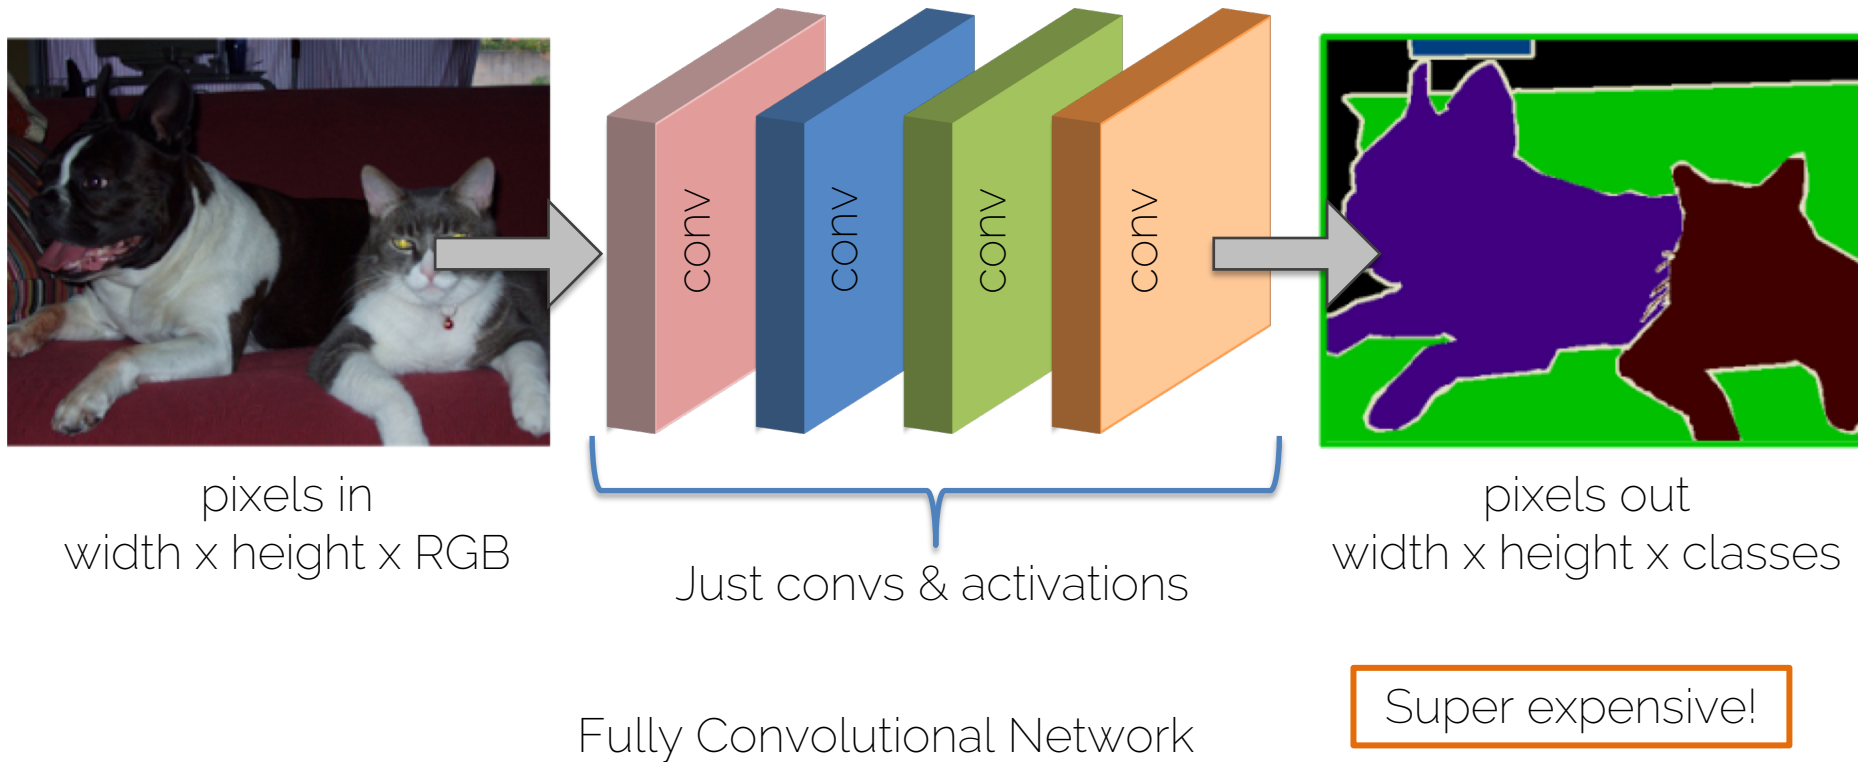 conv
conv
conv
conv
pixels in
width x height x RGB
Just convs & activations
pixels out
width x height x classes
Super expensive!
Fully Convolutional Network